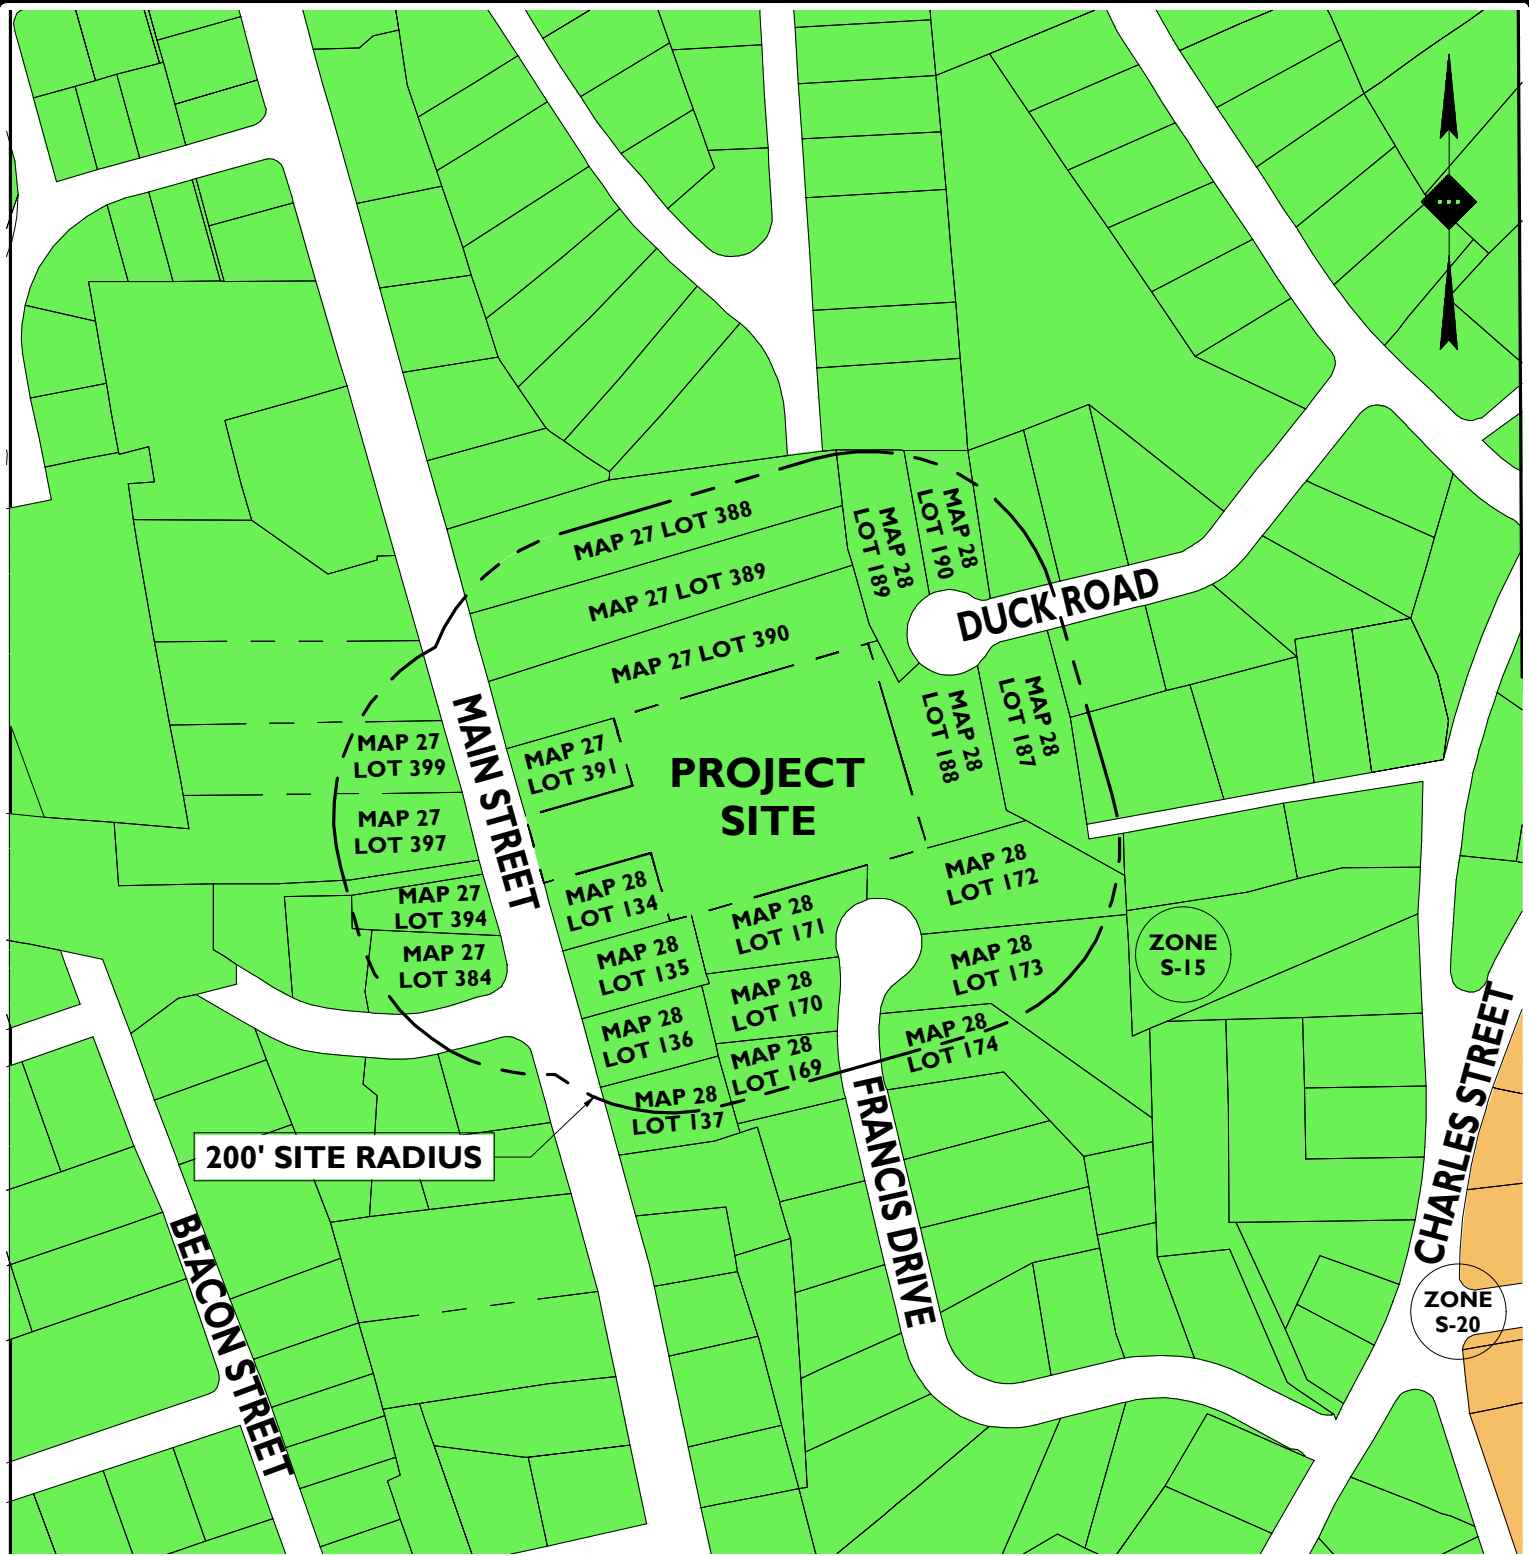 MAP 27 LOT 388
MAP 27 LOT 389
MAP 27 LOT 390
MAP 28
LOT 189
MAP 28
LOT 190
DUCK ROAD
MAP 28
LOT 188
MAP 28
LOT 187
MAIN STREET
MAP 27
LOT 399
MAP 27
LOT 391
PROJECT
SITE
MAP 27
LOT 397
MAP 27
LOT 394
MAP 27
LOT 384
MAP 28
LOT 134
MAP 28
LOT 135
MAP 28
LOT 136
MAP 28
LOT 137
MAP 28
LOT 171
MAP 28
LOT 170
MAP 28
LOT 169
MAP 28
LOT 172
MAP 28
LOT 173
MAP 28
LOT 174
ZONE
S-15
200' SITE RADIUS
FRANCIS DRIVE
BEACON STREET
CHARLES STREET
ZONE
S-20